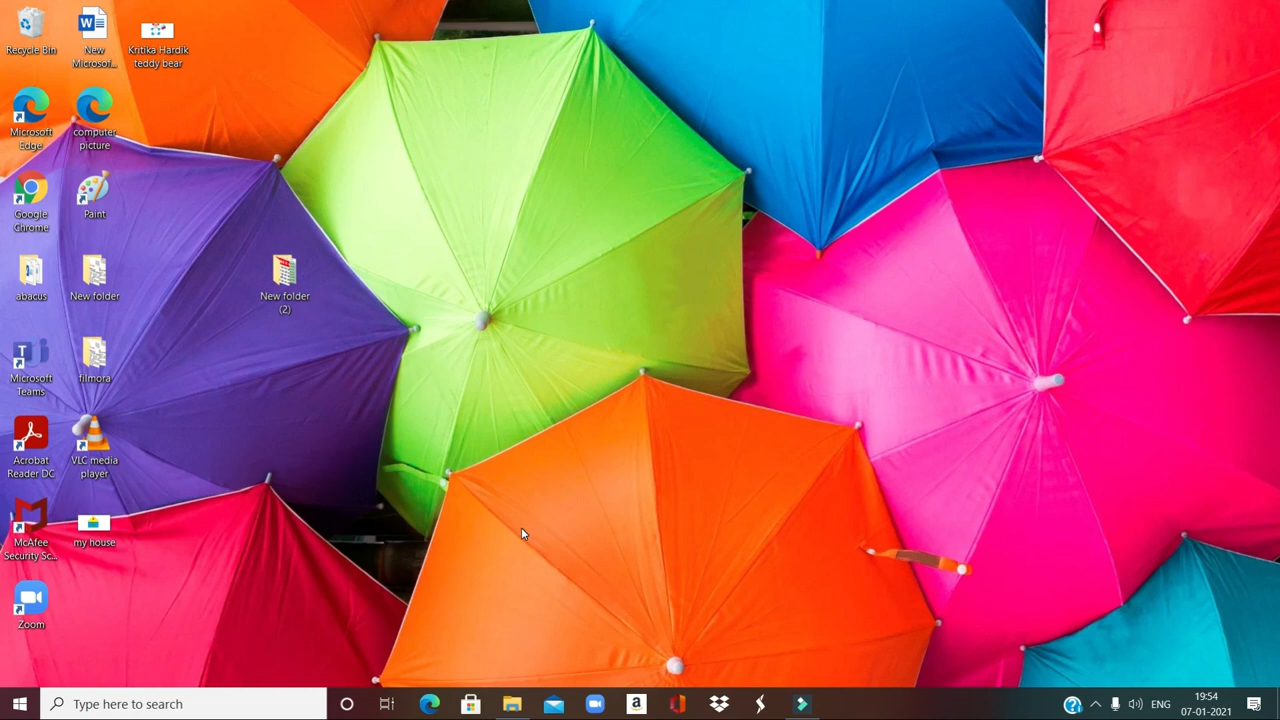 Recycle Bin
New
Microsof...
Kritika Hardik
teddy bear
Microsoft
Edge
computer
picture
Google
Chrome
Paint
abacus
New folder
New folder
(2)
Microsoft
Teams
filmora
Acrobat
Reader DC
VLC media
player
McAfee
Security Sc...
my house
Zoom
Type here to search
ENG
19:54
07-01-2021